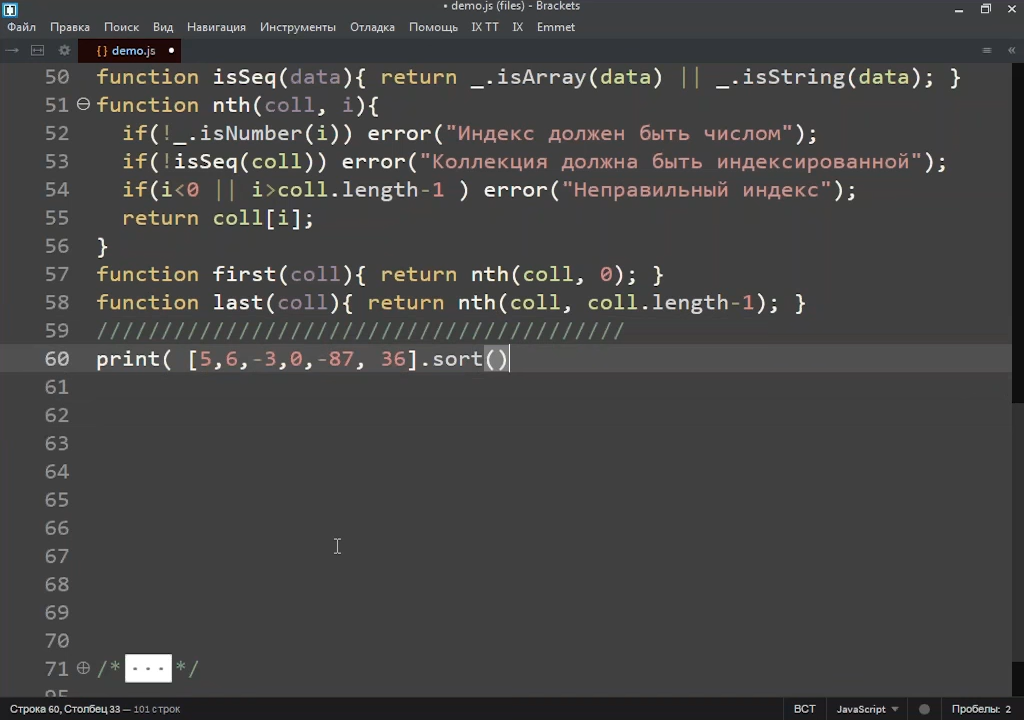 • demo.js (files) - Brackets
Файл Правка Поиск Вид Навигация Инструменты Отладка Помощь IX TT IX Emmet
{} demo.js •
50 function isSeq(data){ return _.isArray(data) || _.isString(data); }
51 function nth(coll, i){
52 if(!_.isNumber(i)) error("Индекс должен быть числом");
53 if(!isSeq(coll)) error("Коллекция должна быть индексированной");
54 if(i<0 || i>coll.length-1 ) error("Неправильный индекс");
55 return coll[i];
56 }
57 function first(coll){ return nth(coll, 0); }
58 function last(coll){ return nth(coll, coll.length-1); }
59 /////////////////////////////////////////
60 print( [5,6,-3,0,-87, 36].sort()
61
62
63
64
65
66
67
68
69
70
71 /*...*/
95
Строка 60, Столбец 33 — 101 строк ВСТ JavaScript Пробелы: 2